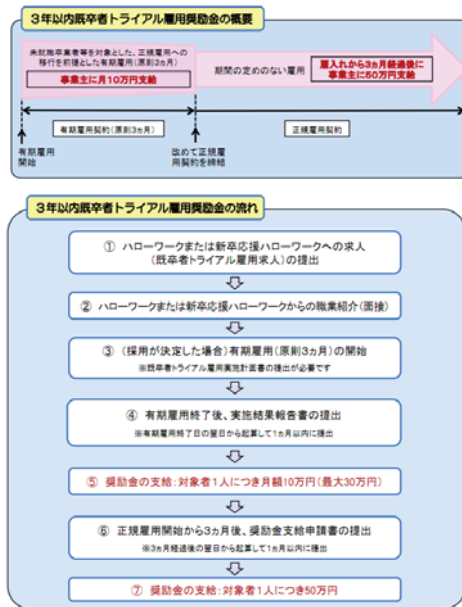 3年以内既卒者トライアル雇用奨励金の概要
未就職卒業者等を対象とした、正規雇用への
移行を前提とした有期雇用(原則3ヵ月)
事業主に月10万円支給
期間の定めのない雇用
雇入れから3ヵ月経過後に
事業主に50万円支給
有期雇用契約(原則3ヵ月)
正規雇用契約
有期雇用
開始
改めて正規雇
用契約を締結
3年以内既卒者トライアル雇用奨励金の流れ
① ハローワークまたは新卒応援ハローワークへの求人
(既卒者トライアル雇用求人)の提出
② ハローワークまたは新卒応援ハローワークからの職業紹介(面接)
③ (採用が決定した場合)有期雇用(原則3ヵ月)の開始
※既卒者トライアル雇用実施計画書の提出が必要です
④ 有期雇用終了後、実施結果報告書の提出
※有期雇用終了日の翌日から起算して1ヵ月以内に提出
⑤ 奨励金の支給:対象者1人につき月額10万円(最大30万円)
⑥ 正規雇用開始から3ヵ月後、奨励金支給申請書の提出
※3ヵ月経過後の翌日から起算して1ヵ月以内に提出
⑦ 奨励金の支給:対象者1人につき50万円